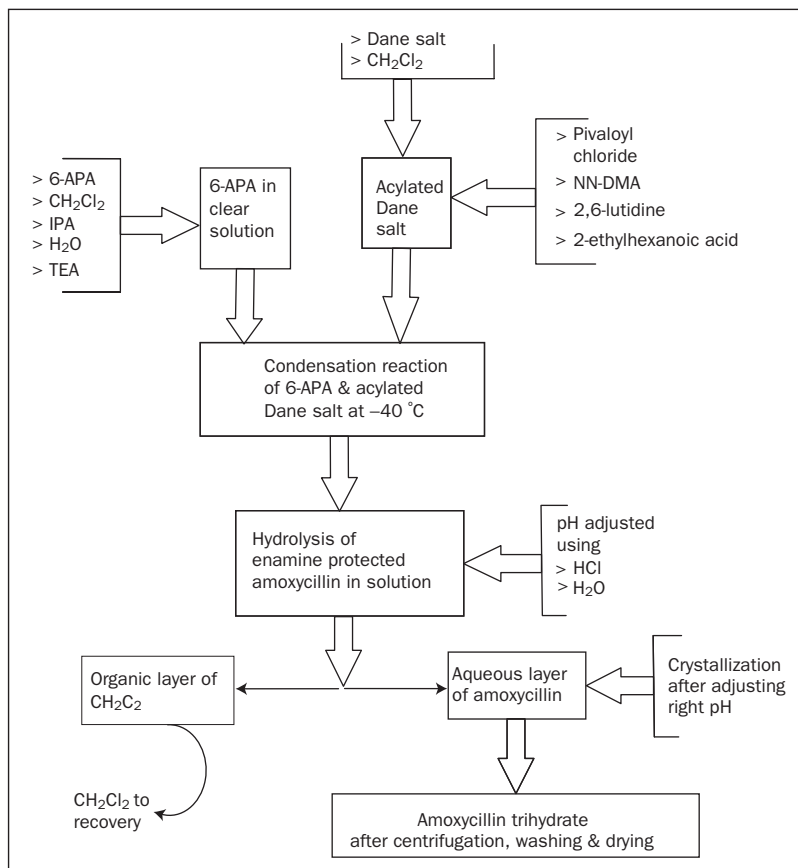 > Dane salt
> CH₂Cl₂
> Pivaloyl
chloride
> NN-DMA
> 2,6-lutidine
> 2-ethylhexanoic acid
> 6-APA
> CH₂Cl₂
> IPA
> H₂O
> TEA
6-APA in
clear
solution
Acylated
Dane
salt
Condensation reaction
of 6-APA & acylated
Dane salt at –40 °C
Hydrolysis of
enamine protected
amoxycillin in solution
pH adjusted
using
> HCl
> H₂O
Organic layer of
CH₂C₂
Aqueous layer
of amoxycillin
Crystallization
after adjusting
right pH
CH₂Cl₂ to
recovery
Amoxycillin trihydrate
after centrifugation, washing & drying